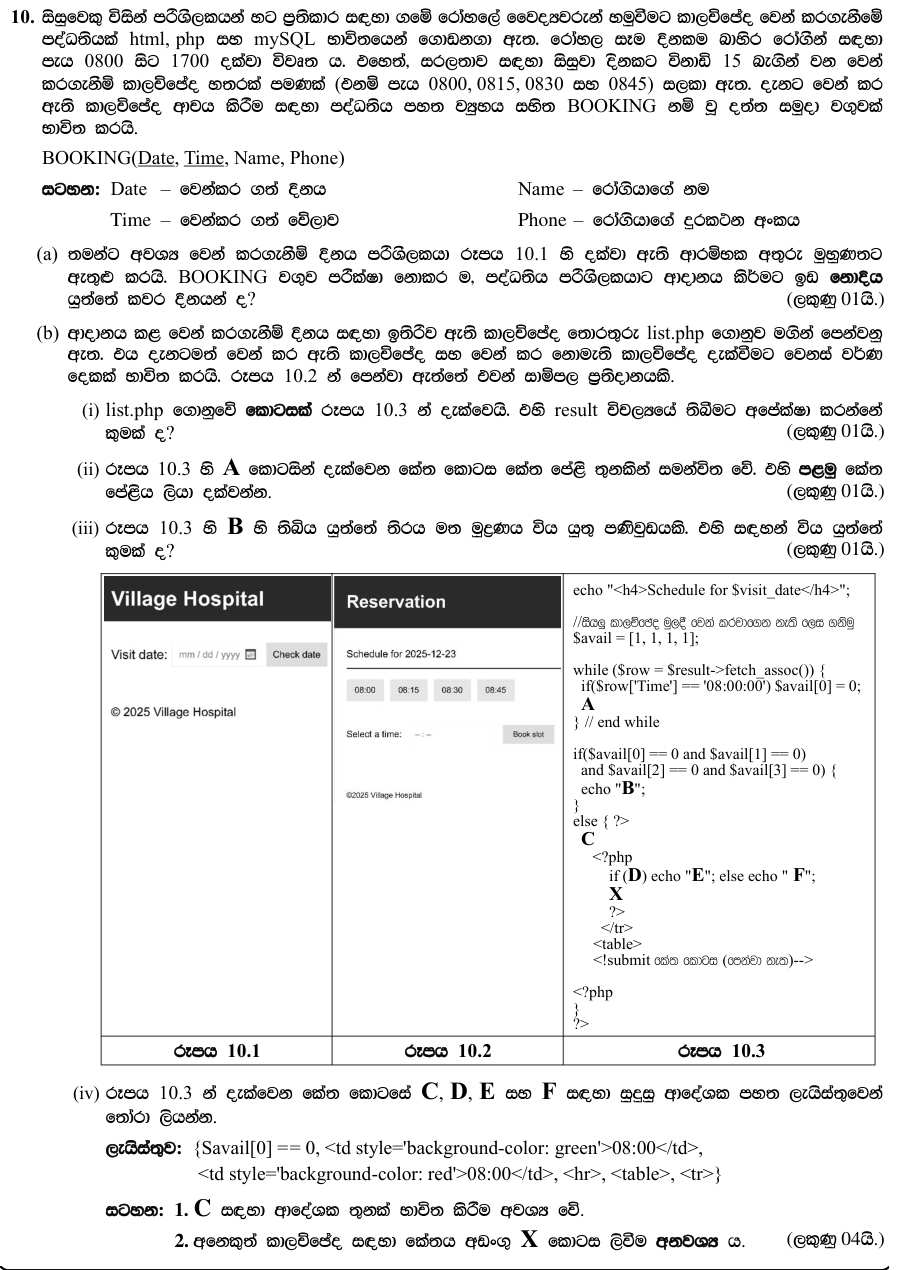 10. සිසුවෙකු විසින් පරිශීලකයන් හට ප්‍රතිකාර සඳහා ගමේ රෝහලේ වෛද්‍යවරුන් හමුවීමට කාලච්ඡේද වෙන් කරගැනීමේ
පද්ධතියක් html, php සහ mySQL භාවිතයෙන් ගොඩනගා ඇත. රෝහල සෑම දිනකම බාහිර රෝගීන් සඳහා
පැය 0800 සිට 1700 දක්වා විවෘත ය. එහෙත්, සරලතාව සඳහා සිසුවා දිනකට විනාඩි 15 බැගින් වන වෙන්
කරගැනීම් කාලච්ඡේද හතරක් පමණක් (එනම් පැය 0800, 0815, 0830 සහ 0845) සලකා ඇත. දැනට වෙන් කර
ඇති කාලච්ඡේද ආචය කිරීම සඳහා පද්ධතිය පහත ව්‍යුහය සහිත BOOKING නම් වූ දත්ත සමුදා වගුවක්
භාවිත කරයි.
BOOKING(Date, Time, Name, Phone)
සටහන: Date – වෙන්කර ගත් දිනය Name – රෝගියාගේ නම
Time – වෙන්කර ගත් වේලාව Phone – රෝගියාගේ දුරකථන අංකය
(a) තමන්ට අවශ්‍ය වෙන් කරගැනීම් දිනය පරිශීලකයා රූපය 10.1 හි දක්වා ඇති ආරම්භක අතුරු මුහුණතට
ඇතුළු කරයි. BOOKING වගුව පරීක්ෂා නොකර ම, පද්ධතිය පරිශීලකයාට ආදානය කිරීමට ඉඩ නොදිය
යුත්තේ කවර දිනයන් ද? (ලකුණු 01යි.)
(b) ආදානය කළ වෙන් කරගැනීම් දිනය සඳහා ඉතිරිව ඇති කාලච්ඡේද තොරතුරු list.php ගොනුව මගින් පෙන්වනු
ඇත. එය දැනටමත් වෙන් කර ඇති කාලච්ඡේද සහ වෙන් කර නොමැති කාලච්ඡේද දැක්වීමට වෙනස් වර්ණ
දෙකක් භාවිත කරයි. රූපය 10.2 න් පෙන්වා ඇත්තේ එවන් සාම්පල ප්‍රතිදානයකි.
(i) list.php ගොනුවේ කොටසක් රූපය 10.3 න් දැක්වෙයි. එහි result විචල්‍යයේ තිබීමට අපේක්ෂා කරන්නේ
කුමක් ද? (ලකුණු 01යි.)
(ii) රූපය 10.3 හි A කොටසින් දැක්වෙන කේත කොටස කේත පේළි තුනකින් සමන්විත වේ. එහි පළමු කේත
පේළිය ලියා දක්වන්න. (ලකුණු 01යි.)
(iii) රූපය 10.3 හි B හි තිබිය යුත්තේ තිරය මත මුද්‍රණය විය යුතු පණිවුඩයකි. එහි සඳහන් විය යුත්තේ
කුමක් ද? (ලකුණු 01යි.)
Village Hospital
Visit date: mm / dd / yyyy Check date
© 2025 Village Hospital
රූපය 10.1
Reservation
Schedule for 2025-12-23
08:00 08:15 08:30 08:45
Select a time: -- : -- Book slot
©2025 Village Hospital
රූපය 10.2
echo "<h4>Schedule for $visit_date</h4>";
//සියලු කාලච්ඡේද මුලදී වෙන් කරවාගෙන නැති ලෙස ගනිමු
$avail = [1, 1, 1, 1];
while ($row = $result->fetch_assoc()) {
if($row['Time'] == '08:00:00') $avail[0] = 0;
A
} // end while
if($avail[0] == 0 and $avail[1] == 0)
and $avail[2] == 0 and $avail[3] == 0) {
echo "B";
}
else { ?>
C
<?php
if (D) echo "E"; else echo " F";
X
?>
</tr>
<table>
<!submit කේත කොටස (පෙන්වා නැත)-->
<?php
}
?>
රූපය 10.3
(iv) රූපය 10.3 න් දැක්වෙන කේත කොටසේ C, D, E සහ F සඳහා සුදුසු ආදේශක පහත ලැයිස්තුවෙන්
තෝරා ලියන්න.
ලැයිස්තුව: {$avail[0] == 0, <td style='background-color: green'>08:00</td>,
<td style='background-color: red'>08:00</td>, <hr>, <table>, <tr>}
සටහන: 1. C සඳහා ආදේශක තුනක් භාවිත කිරීම අවශ්‍ය වේ.
2. අනෙකුත් කාලච්ඡේද සඳහා කේතය අඩංගු X කොටස ලිවීම අනවශ්‍ය ය. (ලකුණු 04යි.)